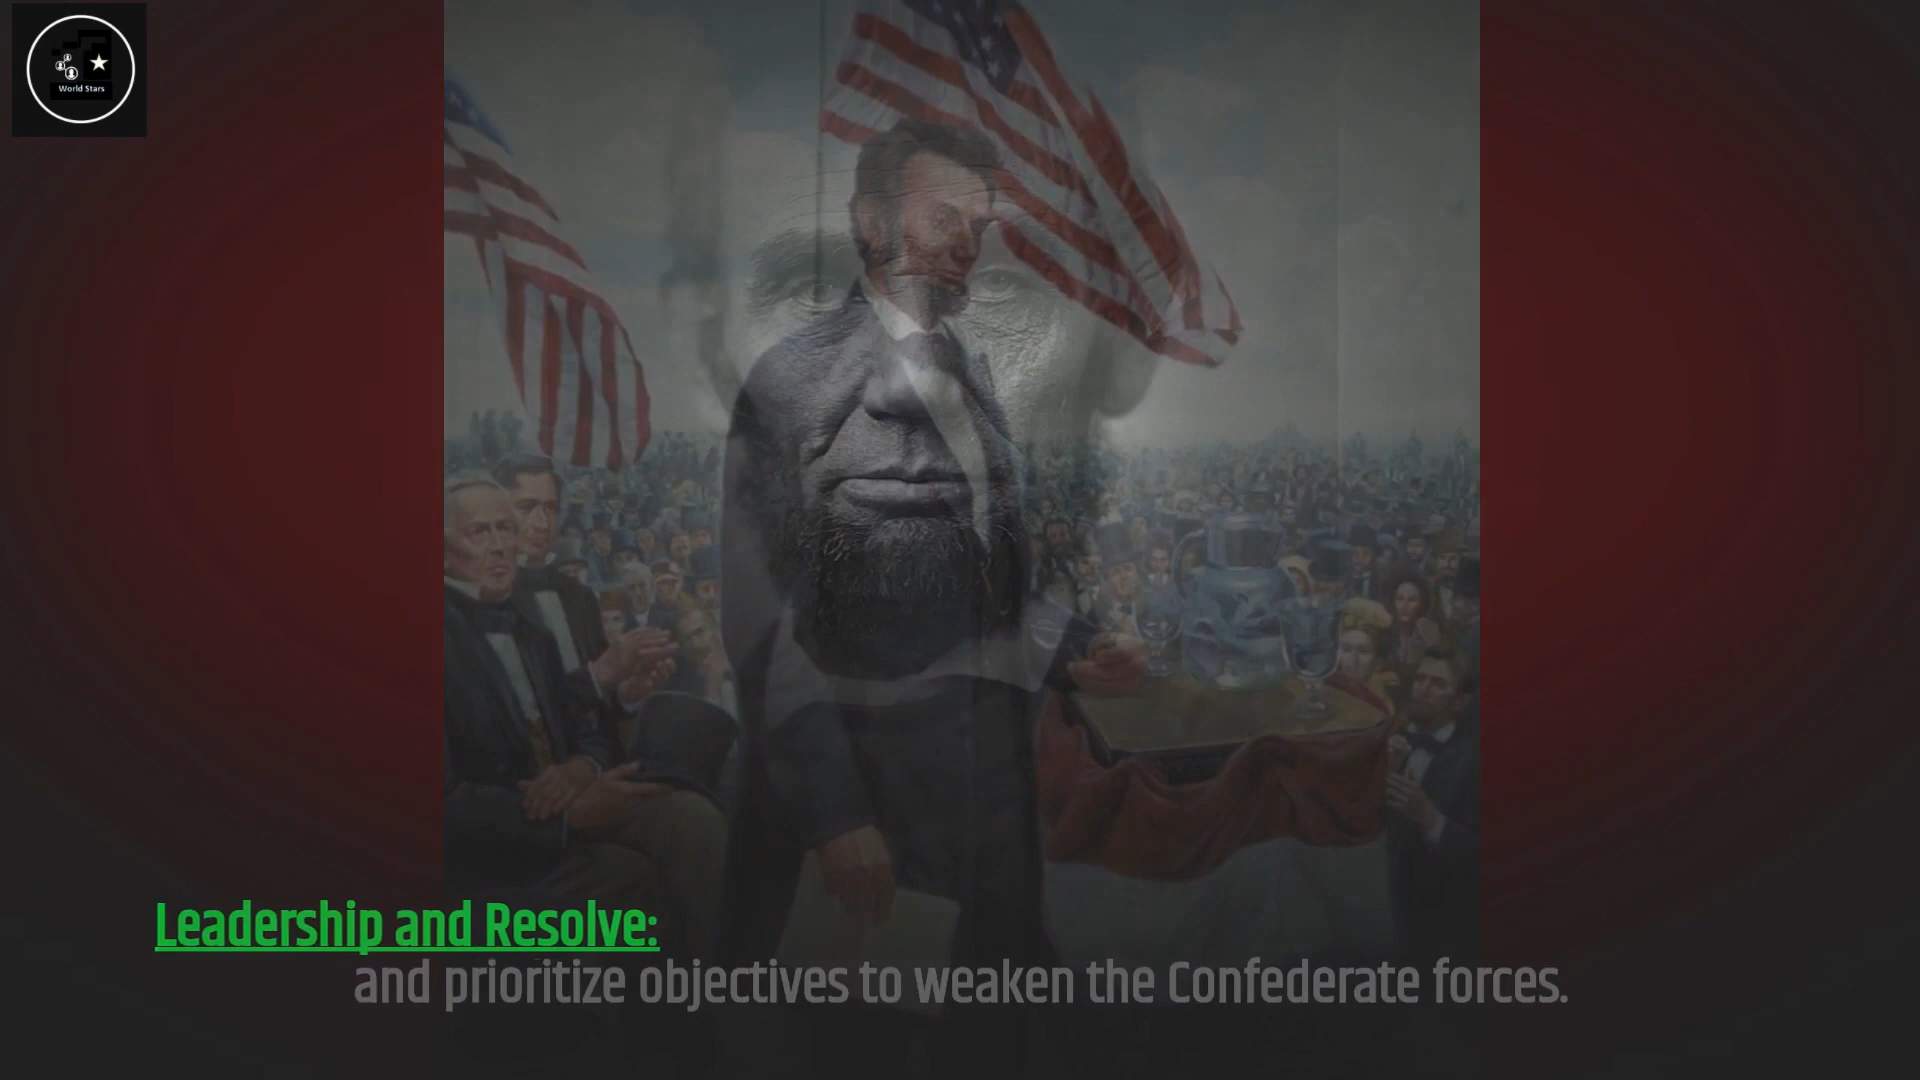 World Stars
Leadership and Resolve:
and prioritize objectives to weaken the Confederate forces.